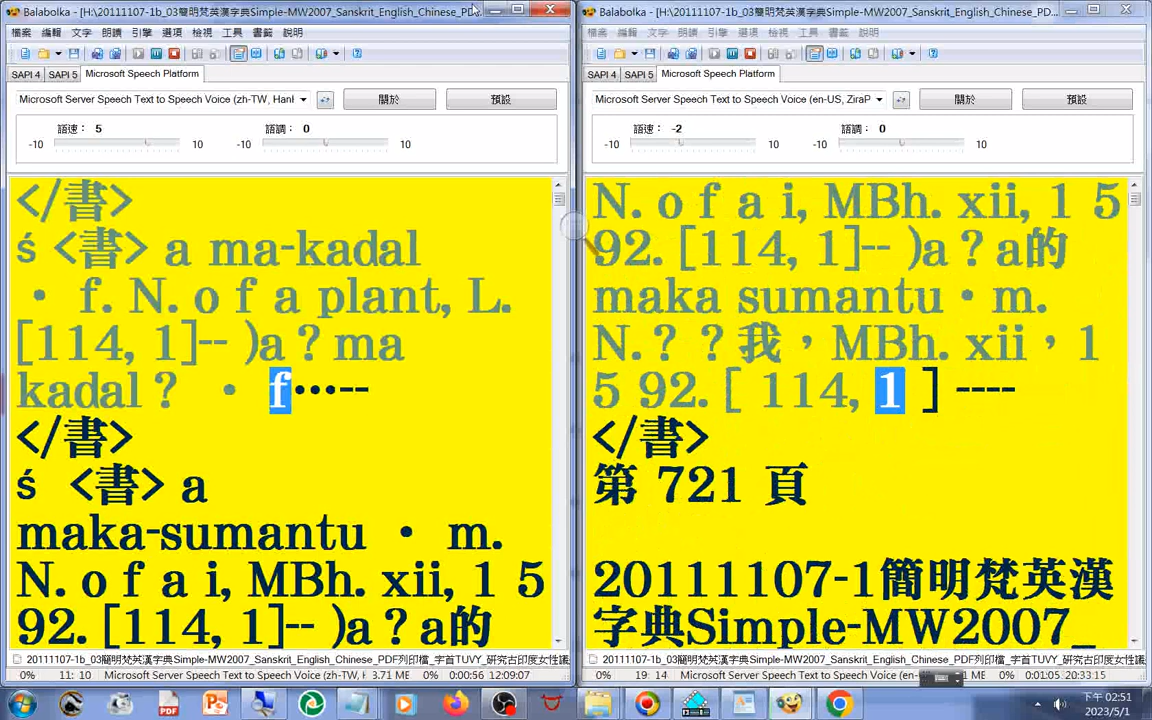 Balabolka - [H:\20111107-1b_03簡明梵英漢字典Simple-MW2007_Sanskrit_English_Chinese_PD
檔案 編輯 文字 朗讀 引擎 選項 檢視 工具 書籤 說明
SAPI 4 SAPI 5 Microsoft Speech Platform
Microsoft Server Speech Text to Speech Voice (zh-TW, HanH 關於 預設
語速： 5 語調： 0
-10 10 -10 10
</書>
ś <書> a ma-kadal
• f. N. o f a plant, L.
[114, 1]-- )a？ma
kadal？ • f•••--
</書>
ś <書> a
maka-sumantu • m.
N. o f a i, MBh. xii, 1 5
92. [114, 1]-- )a？a的
20111107-1b_03簡明梵英漢字典Simple-MW2007_Sanskrit_English_Chinese_PDF列印檔_字首TUVY_研究古印度女性議
0% 11: 10 Microsoft Server Speech Text to Speech Voice (zh-TW, 3.71 ME 0% 0:00:56 12:09:07
Balabolka - [H:\20111107-1b_03簡明梵英漢字典Simple-MW2007_Sanskrit_English_Chinese_PD...
檔案 編輯 文字 朗讀 引擎 選項 檢視 工具 書籤 說明
SAPI 4 SAPI 5 Microsoft Speech Platform
Microsoft Server Speech Text to Speech Voice (en-US, ZiraP 關於 預設
語速： -2 語調： 0
-10 10 -10 10
N. o f a i, MBh. xii, 1 5
92. [114, 1]-- )a？a的
maka sumantu • m.
N.？？我，MBh. xii，1
5 92. [ 114, 1 ] ----
</書>
第 721 頁
20111107-1簡明梵英漢
字典Simple-MW2007_
20111107-1b_03簡明梵英漢字典Simple-MW2007_Sanskrit_English_Chinese_PDF列印檔_字首TUVY_研究古印度女性議
0% 19: 14 Microsoft Server Speech Text to Speech Voice ME 0% 0:01:05 20:33:15
下午 02:51
2023/5/1